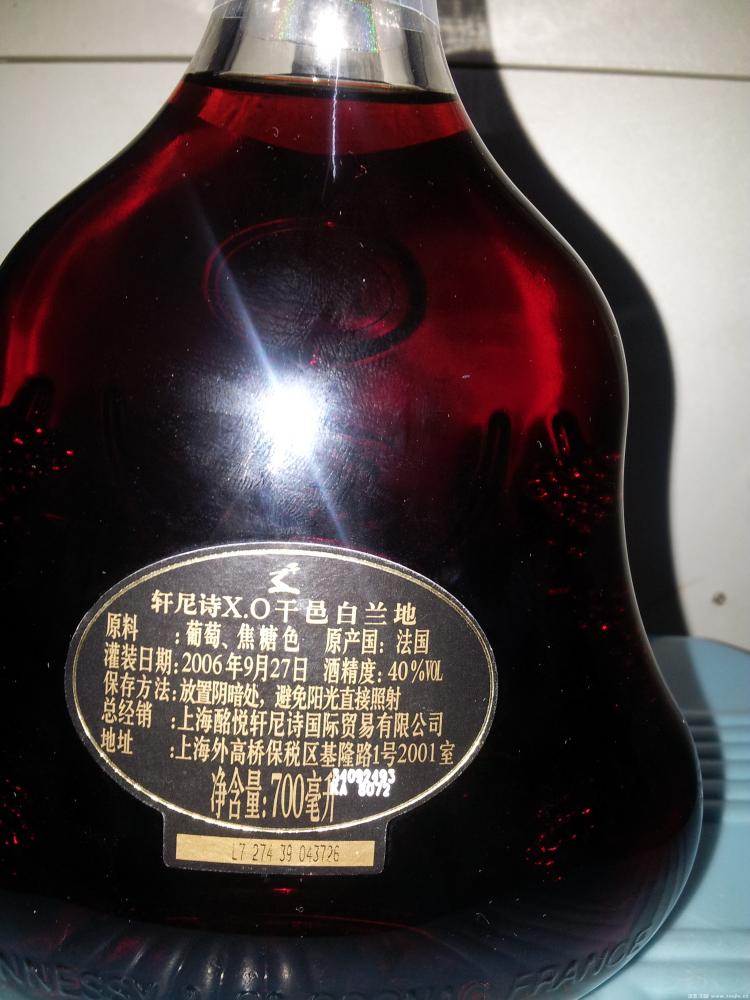 轩尼诗X.O干邑白兰地
原料 :葡萄、焦糖色 原产国: 法国
灌装日期:2006年9月27日 酒精度: 40%VOL
保存方法:放置阴暗处, 避免阳光直接照射
总经销 :上海酩悦轩尼诗国际贸易有限公司
地址 :上海外高桥保税区基隆路1号2001室
净含量:700毫升
34092493
RA 8072
L7 274 39 043726
FRANCE